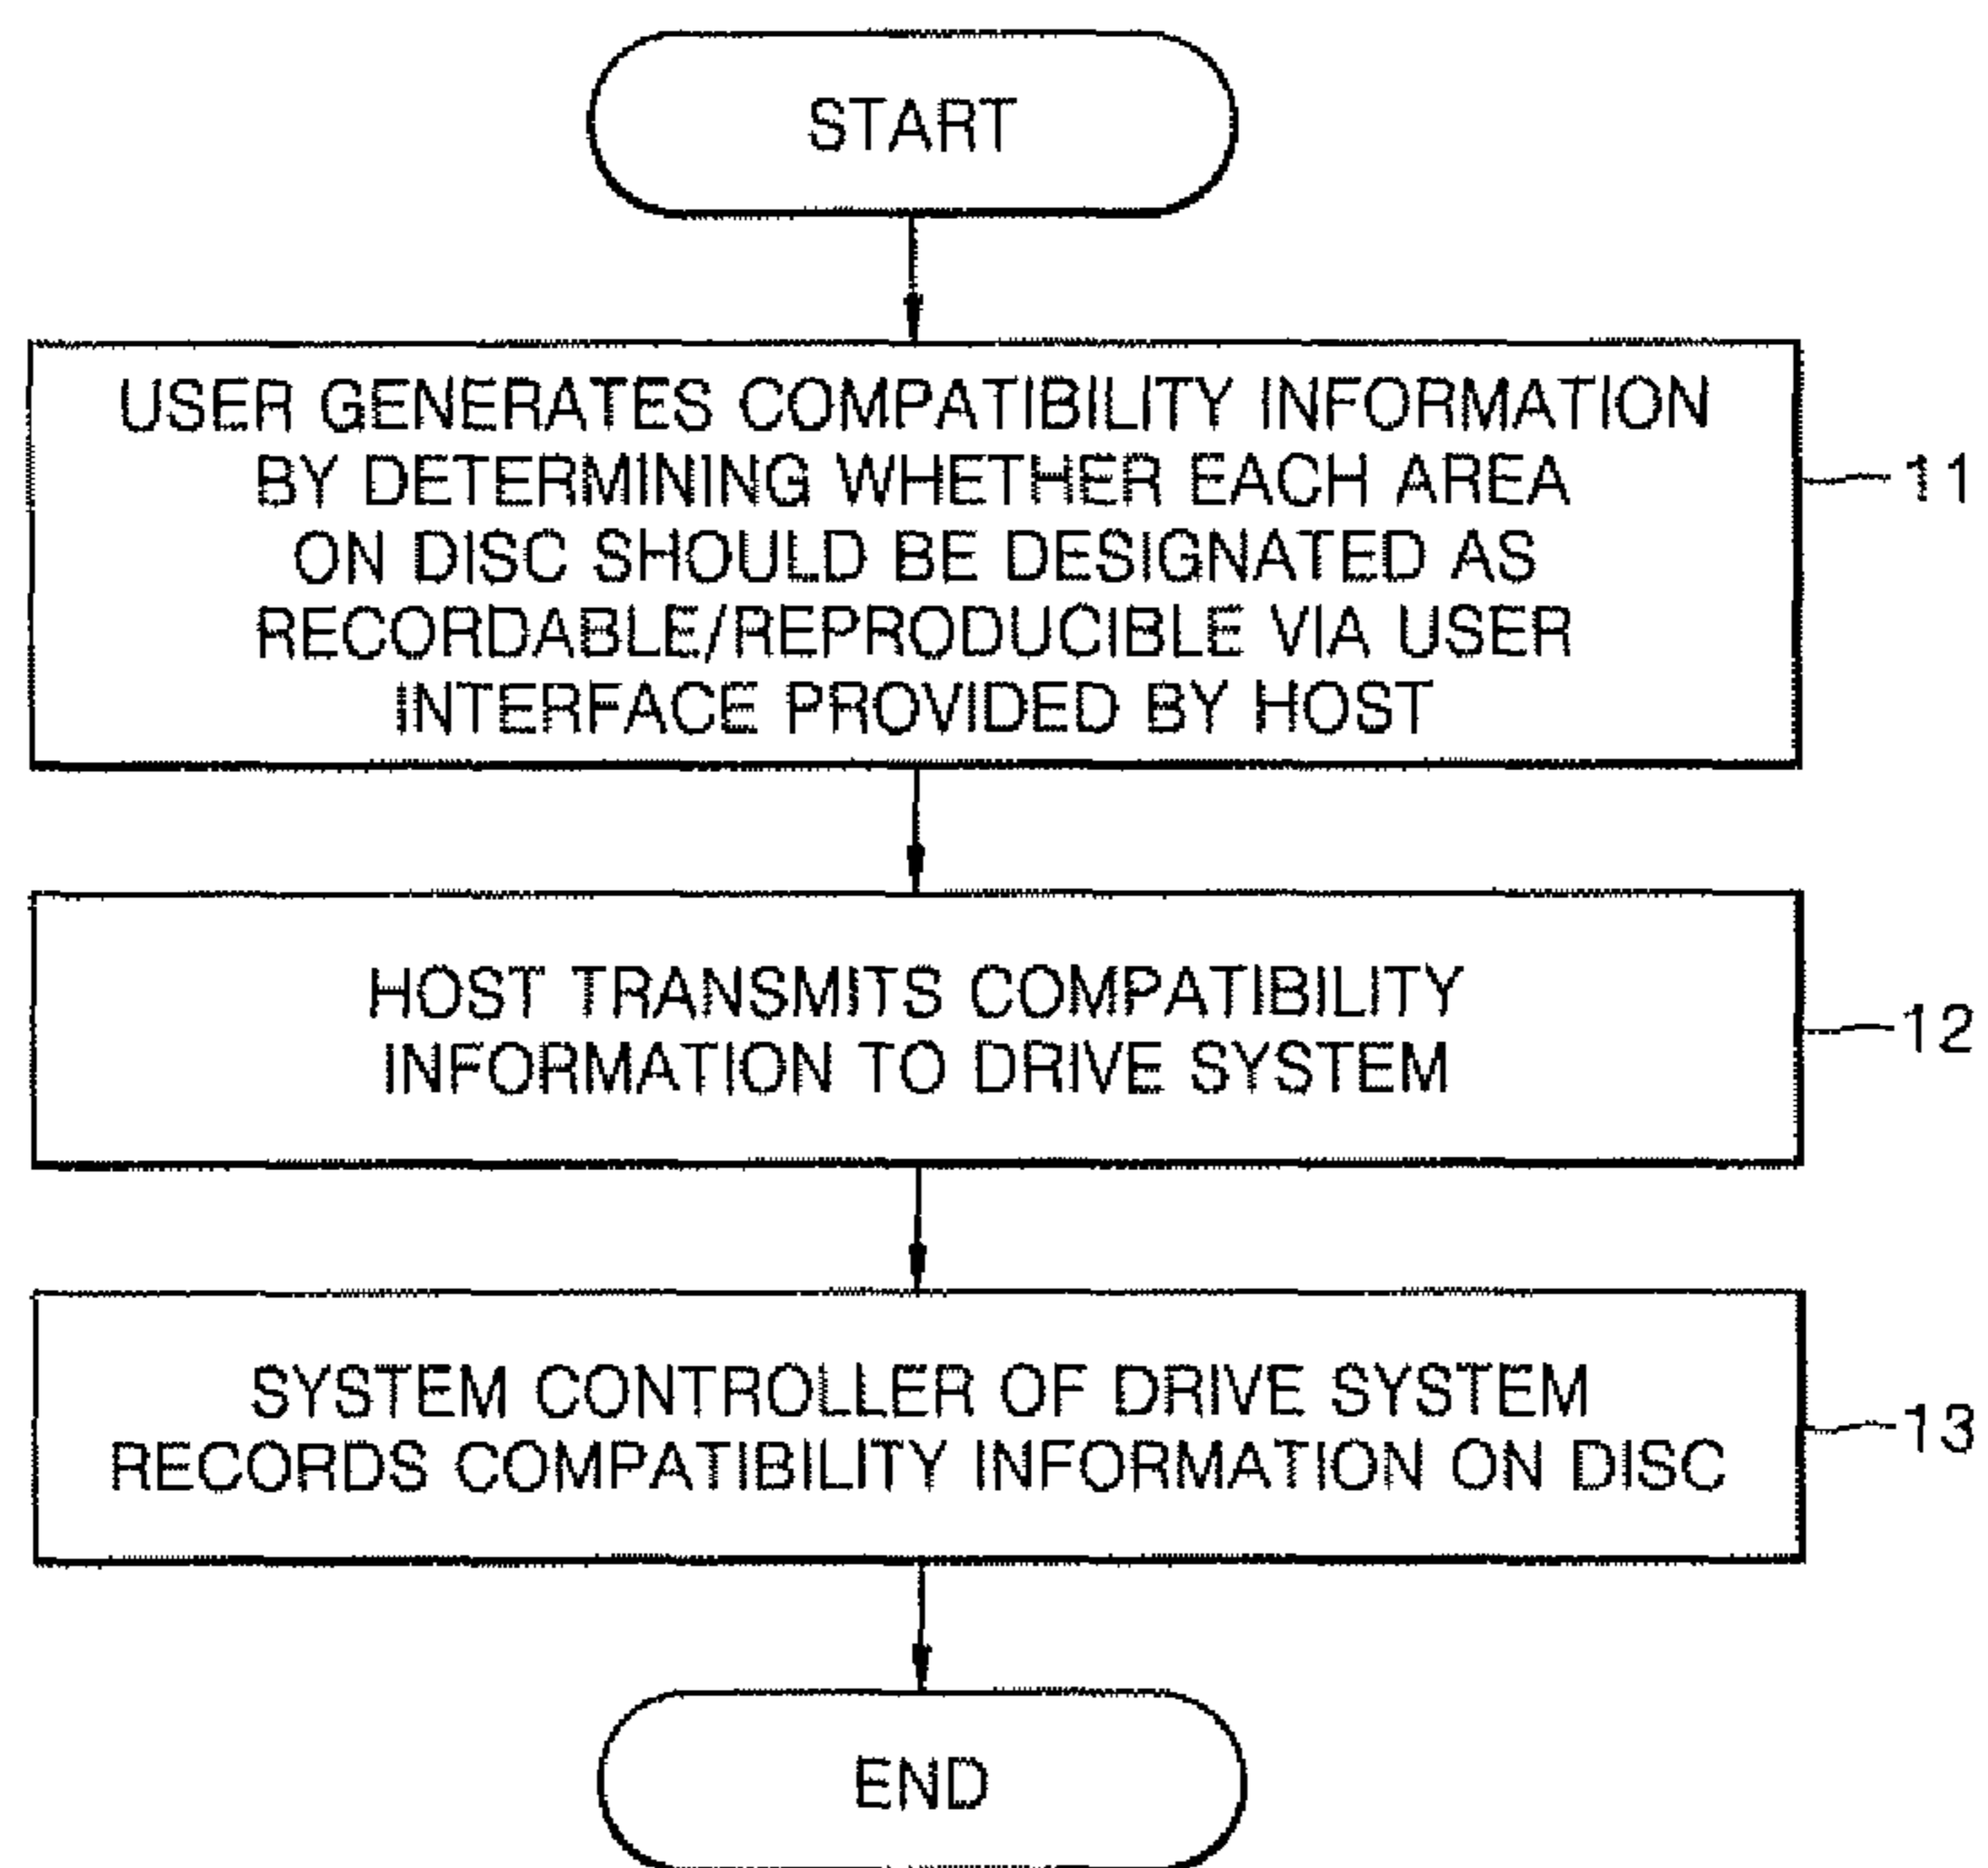 START
USER GENERATES COMPATIBILITY INFORMATION
BY DETERMINING WHETHER EACH AREA
ON DISC SHOULD BE DESIGNATED AS
RECORDABLE/REPRODUCIBLE VIA USER
INTERFACE PROVIDED BY HOST
11
HOST TRANSMITS COMPATIBILITY
INFORMATION TO DRIVE SYSTEM
12
SYSTEM CONTROLLER OF DRIVE SYSTEM
RECORDS COMPATIBILITY INFORMATION ON DISC
13
END